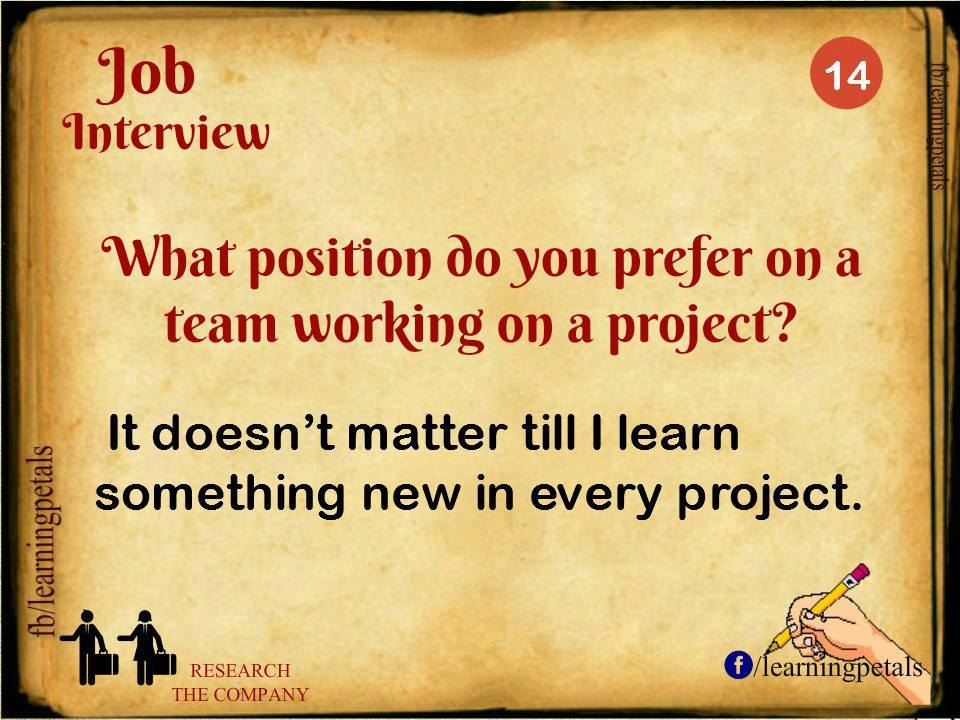 Job
Interview
14
fb/learningpetals
What position do you prefer on a
team working on a project?
It doesn't matter till I learn
something new in every project.
fb/learningpetals
RESEARCH
THE COMPANY
f/learningpetals